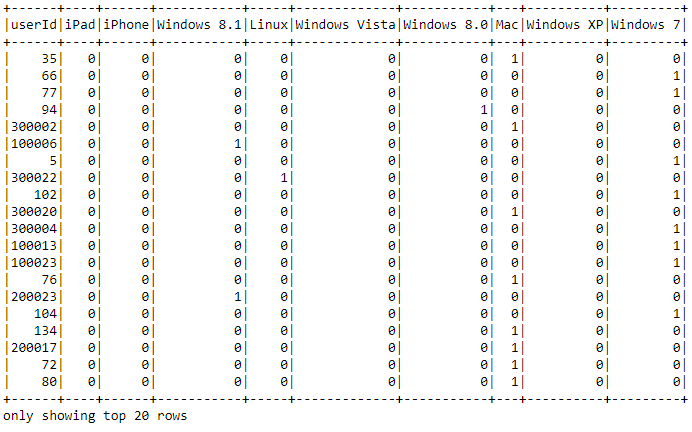 +------+----+------+-----------+-----+-------------+-----------+---+----------+---------+
|userId|iPad|iPhone|Windows 8.1|Linux|Windows Vista|Windows 8.0|Mac|Windows XP|Windows 7|
+------+----+------+-----------+-----+-------------+-----------+---+----------+---------+
|    35|   0|     0|          0|    0|            0|          0|  1|         0|        0|
|    66|   0|     0|          0|    0|            0|          0|  0|         0|        1|
|    77|   0|     0|          0|    0|            0|          0|  0|         0|        1|
|    94|   0|     0|          0|    0|            0|          1|  0|         0|        0|
|300002|   0|     0|          0|    0|            0|          0|  1|         0|        0|
|100006|   0|     0|          1|    0|            0|          0|  0|         0|        0|
|     5|   0|     0|          0|    0|            0|          0|  0|         0|        1|
|300022|   0|     0|          0|    1|            0|          0|  0|         0|        0|
|   102|   0|     0|          0|    0|            0|          0|  0|         0|        1|
|300020|   0|     0|          0|    0|            0|          0|  1|         0|        0|
|300004|   0|     0|          0|    0|            0|          0|  0|         0|        1|
|100013|   0|     0|          0|    0|            0|          0|  0|         0|        1|
|100023|   0|     0|          0|    0|            0|          0|  0|         0|        1|
|    76|   0|     0|          0|    0|            0|          0|  1|         0|        0|
|200023|   0|     0|          1|    0|            0|          0|  0|         0|        0|
|   104|   0|     0|          0|    0|            0|          0|  0|         0|        1|
|   134|   0|     0|          0|    0|            0|          0|  1|         0|        0|
|200017|   0|     0|          0|    0|            0|          0|  1|         0|        0|
|    72|   0|     0|          0|    0|            0|          0|  1|         0|        0|
|    80|   0|     0|          0|    0|            0|          0|  1|         0|        0|
+------+----+------+-----------+-----+-------------+-----------+---+----------+---------+
only showing top 20 rows